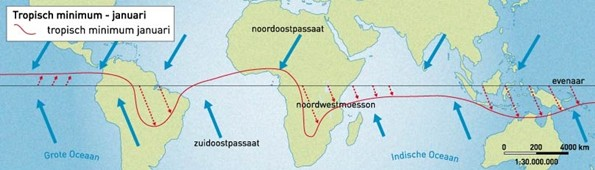 Tropisch minimum - januari
tropisch minimum januari
noordoostpassaat
evenaar
noordwestmoesson
zuidoostpassaat
Grote Oceaan
Indische Oceaan
0 200 4000 km
1:30.000.000